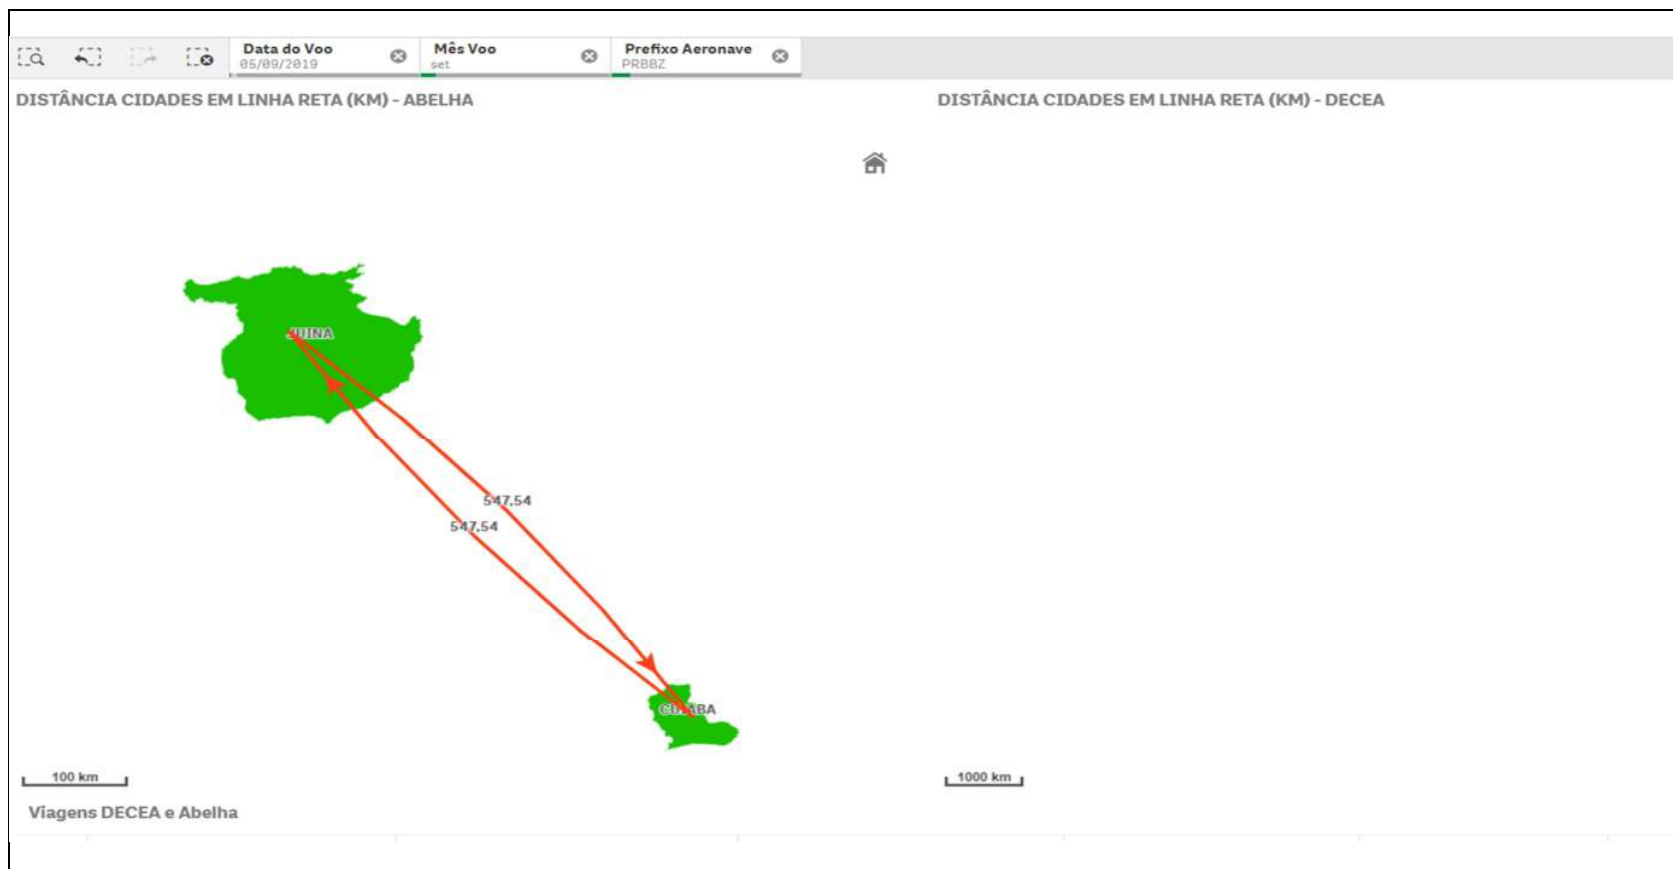 Data do Voo
05/09/2019
Mês Voo
set
Prefixo Aeronave
PRBBZ
DISTÂNCIA CIDADES EM LINHA RETA (KM) - ABELHA
DISTÂNCIA CIDADES EM LINHA RETA (KM) - DECEA
JUINA
547,54
547,54
CUIABA
100 km
1000 km
Viagens DECEA e Abelha